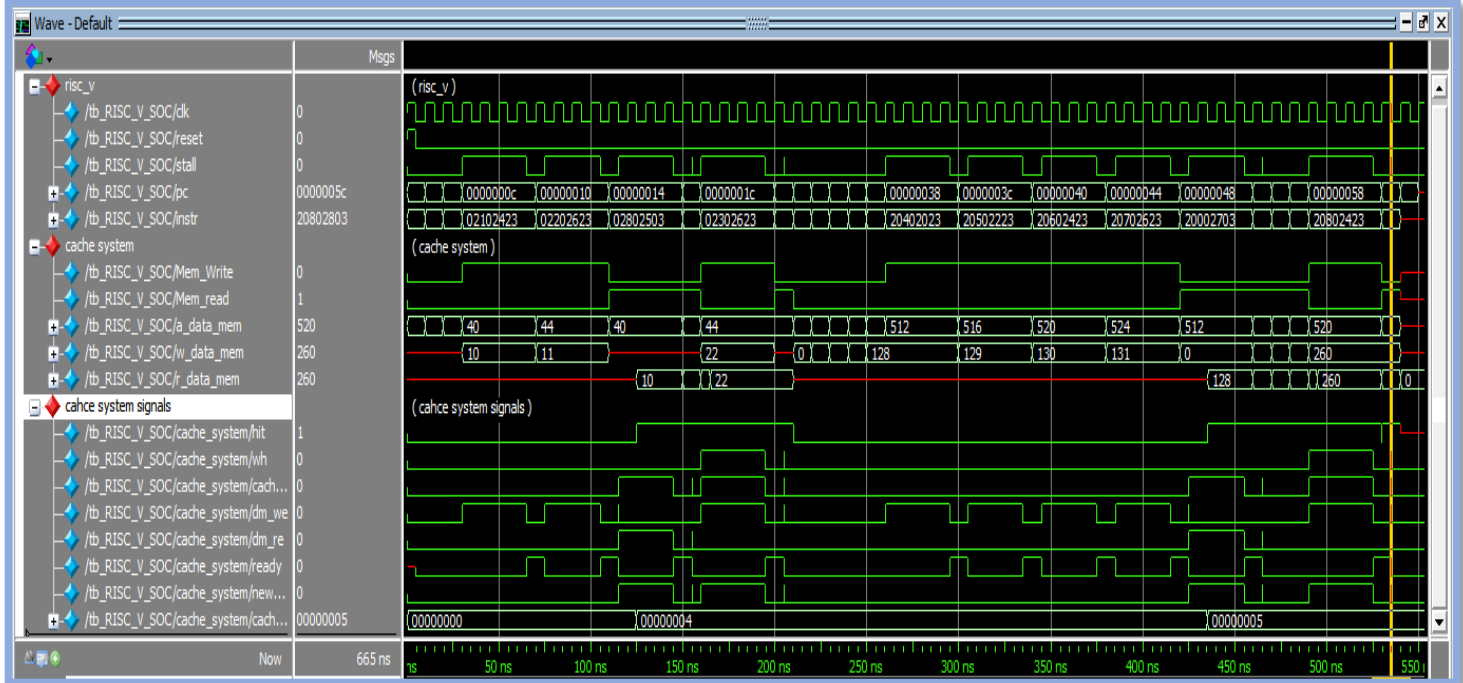 Wave - Default
Msgs
risc_v (risc_v)
/tb_RISC_V_SOC/clk 0
/tb_RISC_V_SOC/reset 0
/tb_RISC_V_SOC/stall 0
/tb_RISC_V_SOC/pc 0000005c 0000000c 00000010 00000014 0000001c 00000038 0000003c 00000040 00000044 00000048 00000058
/tb_RISC_V_SOC/instr 20802803 02102423 02202623 02802503 02302623 20402023 20502223 20602423 20702623 20002703 20802423
cache system (cache system)
/tb_RISC_V_SOC/Mem_Write 0
/tb_RISC_V_SOC/Mem_read 1
/tb_RISC_V_SOC/a_data_mem 520 40 44 40 44 512 516 520 524 512 520
/tb_RISC_V_SOC/w_data_mem 260 10 11 22 0 128 129 130 131 0 260
/tb_RISC_V_SOC/r_data_mem 260 10 22 128 260 0
cahce system signals (cahce system signals)
/tb_RISC_V_SOC/cache_system/hit 1
/tb_RISC_V_SOC/cache_system/wh 0
/tb_RISC_V_SOC/cache_system/cach... 0
/tb_RISC_V_SOC/cache_system/dm_we 0
/tb_RISC_V_SOC/cache_system/dm_re 0
/tb_RISC_V_SOC/cache_system/ready 0
/tb_RISC_V_SOC/cache_system/new... 0
/tb_RISC_V_SOC/cache_system/cach... 00000005 00000000 00000004 00000005
Now 665 ns ns 50 ns 100 ns 150 ns 200 ns 250 ns 300 ns 350 ns 400 ns 450 ns 500 ns 550